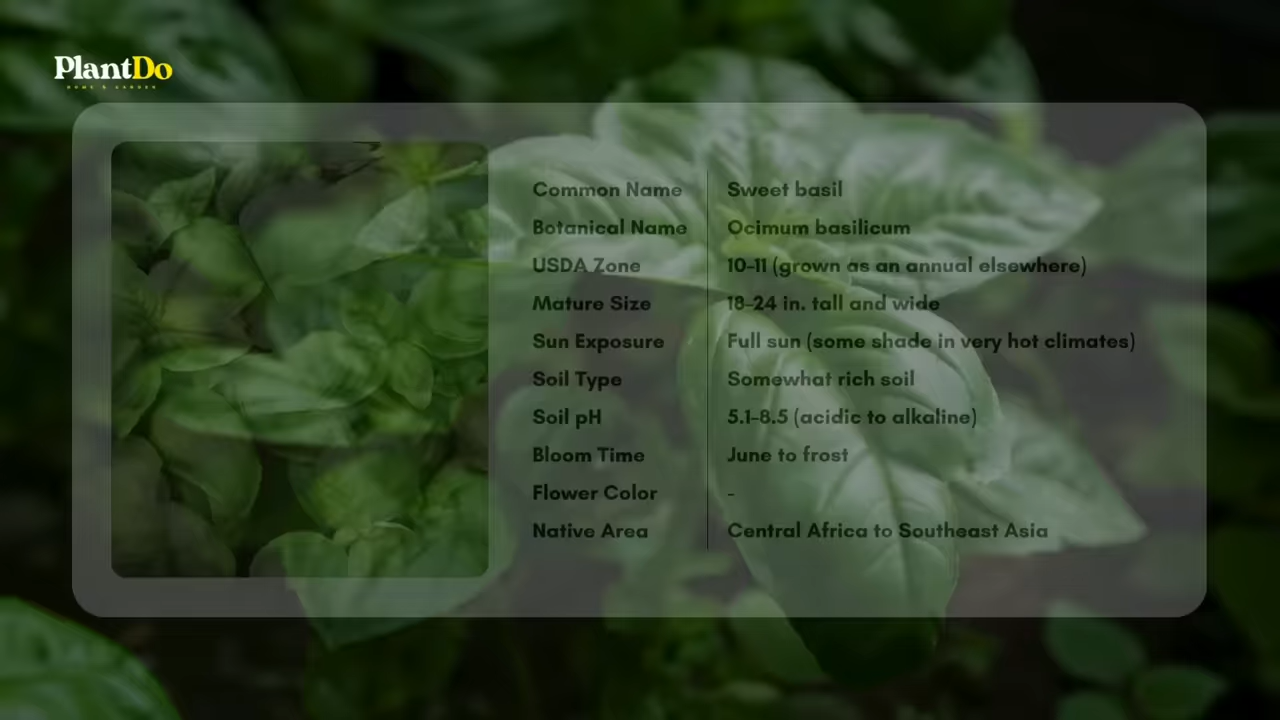 PlantDo
HOME & GARDEN
Common Name Sweet basil
Botanical Name Ocimum basilicum
USDA Zone 10–11 (grown as an annual elsewhere)
Mature Size 18–24 in. tall and wide
Sun Exposure Full sun (some shade in very hot climates)
Soil Type Somewhat rich soil
Soil pH 5.1–8.5 (acidic to alkaline)
Bloom Time June to frost
Flower Color -
Native Area Central Africa to Southeast Asia